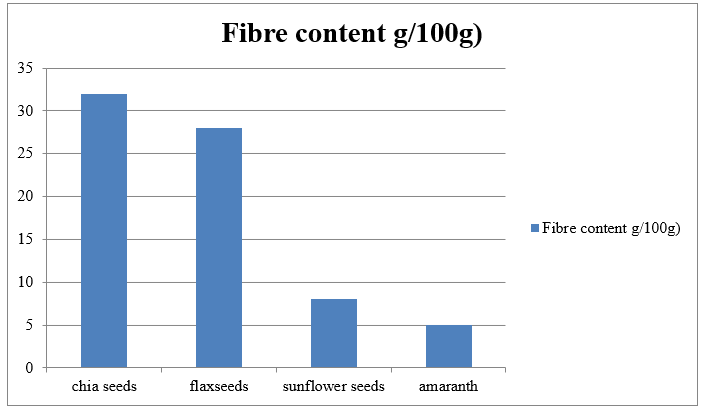 Fibre content g/100g)
35
30
25
20
15
10
5
0
chia seeds flaxseeds sunflower seeds amaranth
Fibre content g/100g)